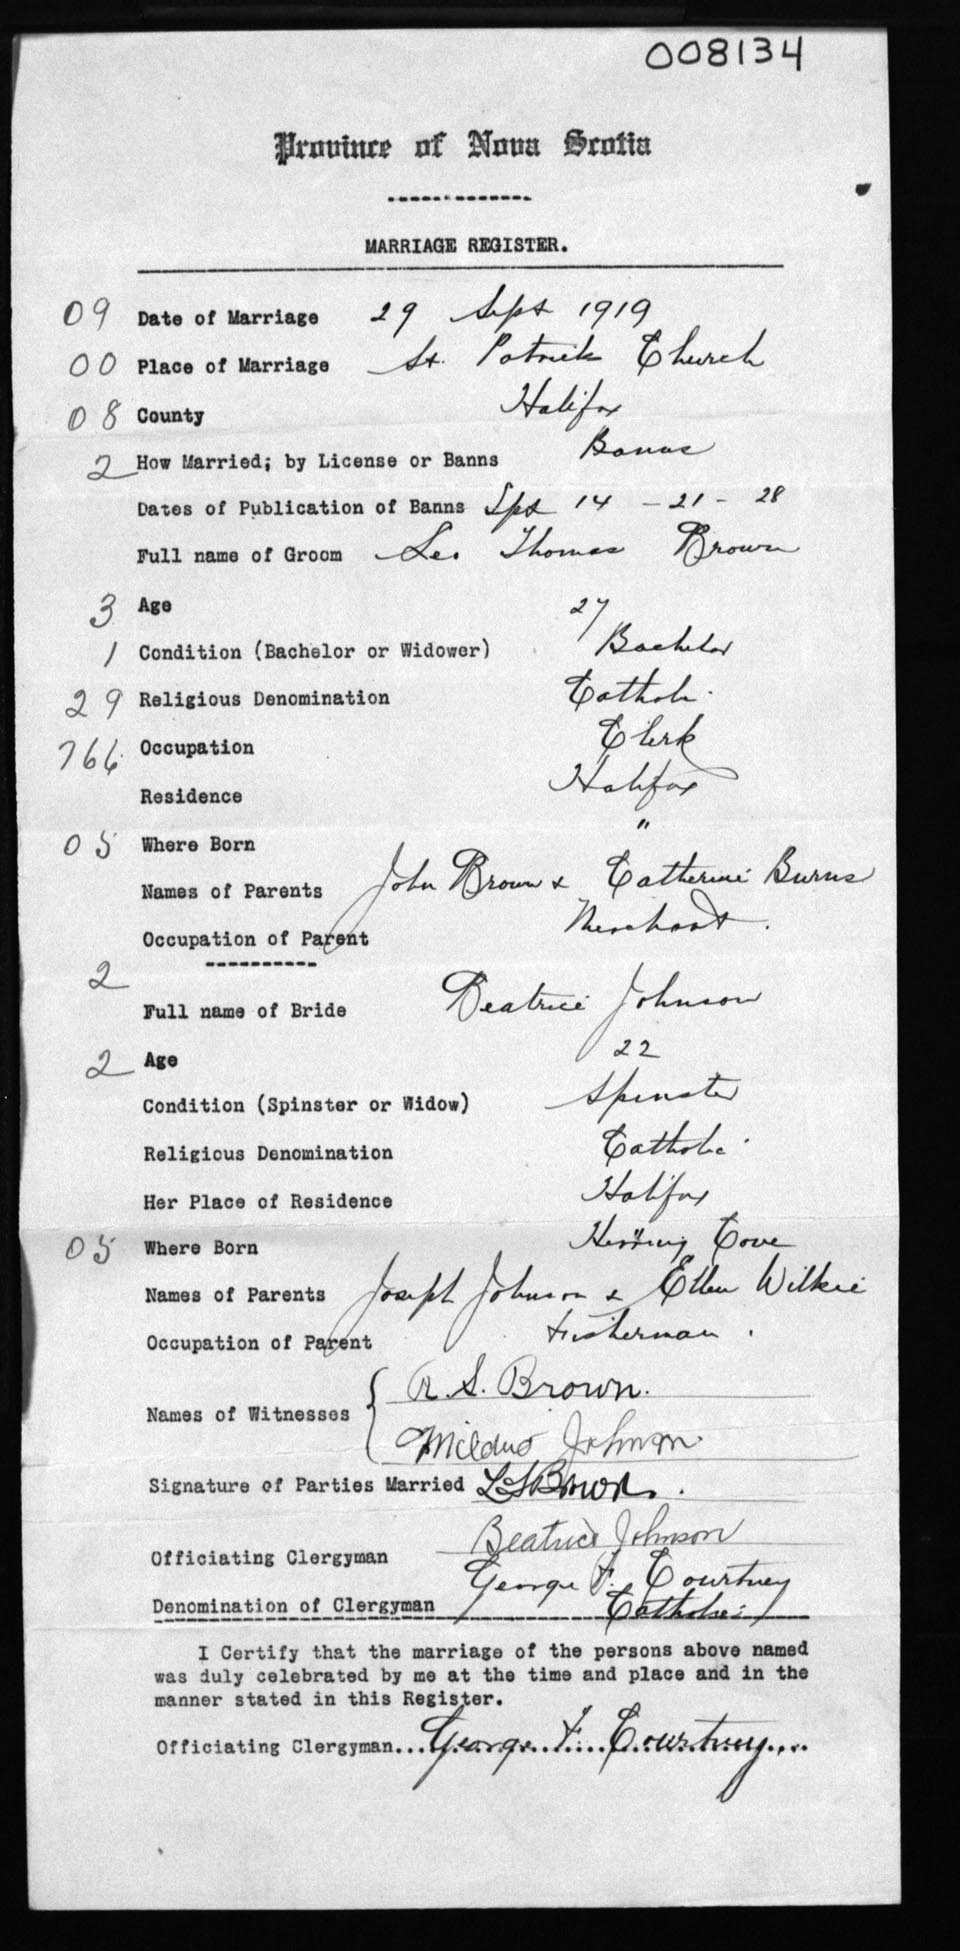 008134
Province of Nova Scotia
MARRIAGE REGISTER.
09 Date of Marriage 29 Sept 1919
00 Place of Marriage St. Patrick Church
08 County Halifax
2 How Married; by License or Banns Banns
Dates of Publication of Banns Spt 14 - 21 - 28
Full name of Groom Leo Thomas Brown
3 Age 27
1 Condition (Bachelor or Widower) Bachelor
29 Religious Denomination Catholic
766 Occupation Clerk
Residence Halifax
05 Where Born "
Names of Parents John Brown & Catherine Burns
Occupation of Parent Merchant.
2
Full name of Bride Beatrice Johnson
2 Age 22
Condition (Spinster or Widow) Spinster
Religious Denomination Catholic
Her Place of Residence Halifax
05 Where Born Herring Cove
Names of Parents Joseph Johnson & Ellen Wilkie
Occupation of Parent Fisherman.
R. S. Brown.
Names of Witnesses
Johnson
Signature of Parties Married L S Brown.
Beatrice Johnson
Officiating Clergyman George F. Courtney
Denomination of Clergyman Catholic
I Certify that the marriage of the persons above named
was duly celebrated by me at the time and place and in the
manner stated in this Register.
Officiating Clergyman...George F. Courtney...